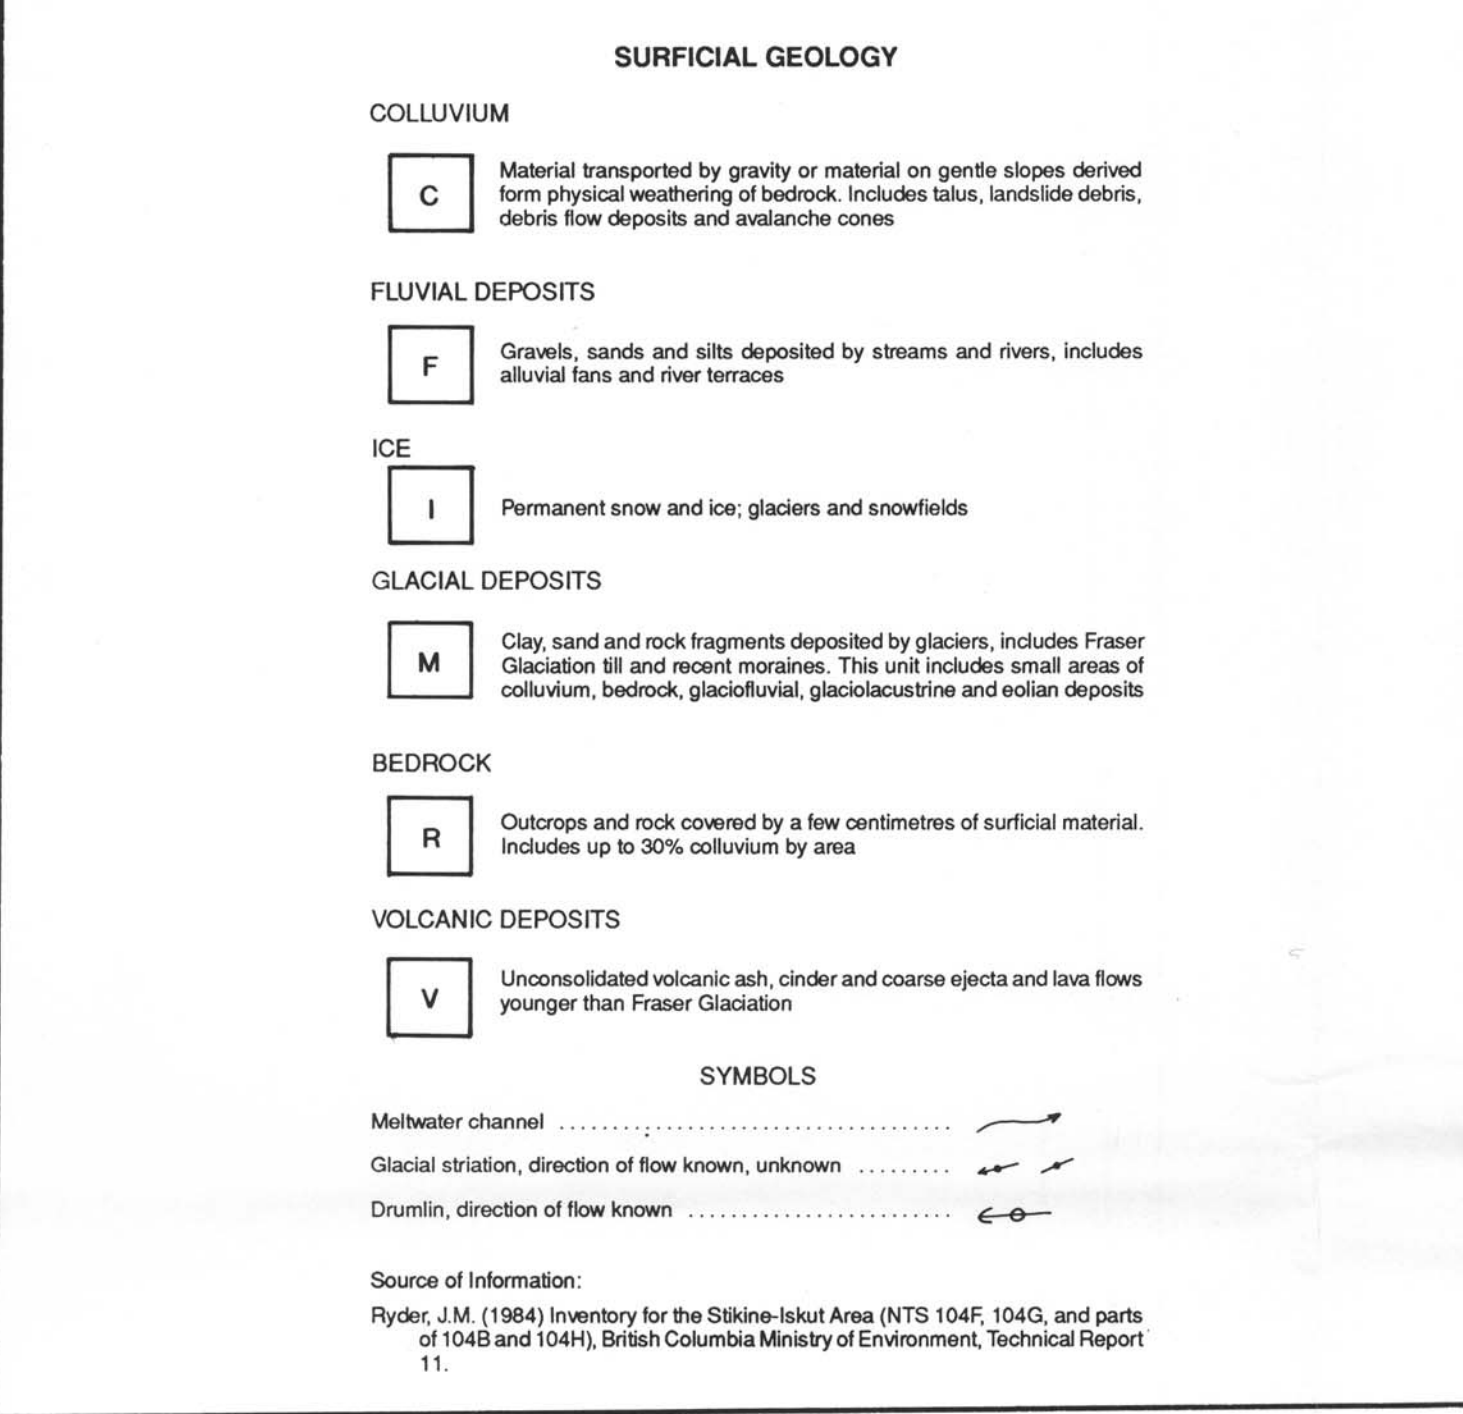 SURFICIAL GEOLOGY
COLLUVIUM
C
Material transported by gravity or material on gentle slopes derived
form physical weathering of bedrock. Includes talus, landslide debris,
debris flow deposits and avalanche cones
FLUVIAL DEPOSITS
F
Gravels, sands and silts deposited by streams and rivers, includes
alluvial fans and river terraces
ICE
I
Permanent snow and ice; glaciers and snowfields
GLACIAL DEPOSITS
M
Clay, sand and rock fragments deposited by glaciers, includes Fraser
Glaciation till and recent moraines. This unit includes small areas of
colluvium, bedrock, glaciofluvial, glaciolacustrine and eolian deposits
BEDROCK
R
Outcrops and rock covered by a few centimetres of surficial material.
Includes up to 30% colluvium by area
VOLCANIC DEPOSITS
V
Unconsolidated volcanic ash, cinder and coarse ejecta and lava flows
younger than Fraser Glaciation
SYMBOLS
Meltwater channel .....................................
Glacial striation, direction of flow known, unknown .........
Drumlin, direction of flow known .........................
Source of Information:
Ryder, J.M. (1984) Inventory for the Stikine-Iskut Area (NTS 104F, 104G, and parts
of 104B and 104H), British Columbia Ministry of Environment, Technical Report
11.